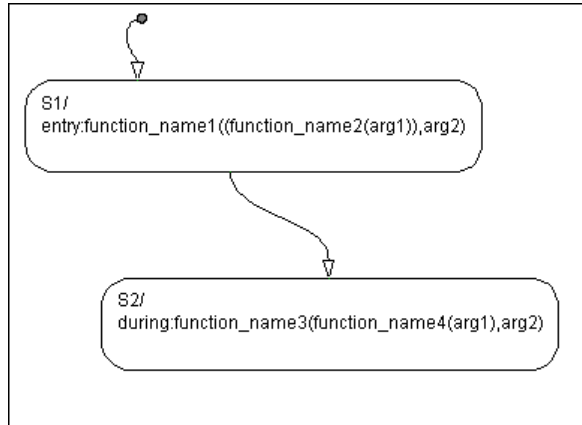 S1/
entry:function_name1((function_name2(arg1)),arg2)
S2/
during:function_name3(function_name4(arg1),arg2)